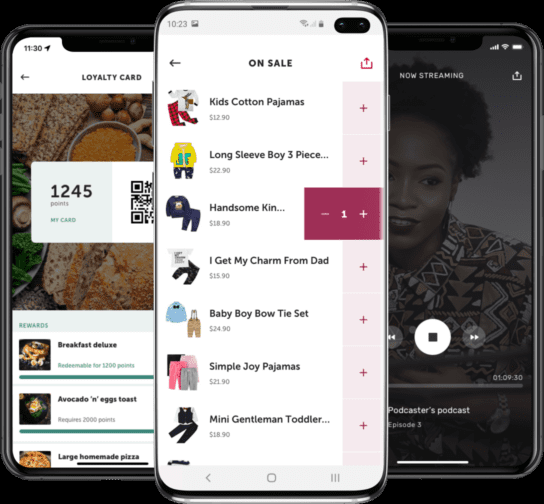 11:30
LOYALTY CARD
1245
points
MY CARD
REWARDS
Breakfast deluxe
Redeemable for 1200 points
Avocado 'n' eggs toast
Requires 2000 points
Large homemade pizza
10:23
ON SALE
Kids Cotton Pajamas
$12.90
Long Sleeve Boy 3 Piece...
$22.90
Handsome Kin...
$18.90
1
I Get My Charm From Dad
$15.90
Baby Boy Bow Tie Set
$24.90
Simple Joy Pajamas
$21.90
Mini Gentleman Toddler...
$18.90
NOW STREAMING
01:09:30
Podcaster's podcast
Episode 3